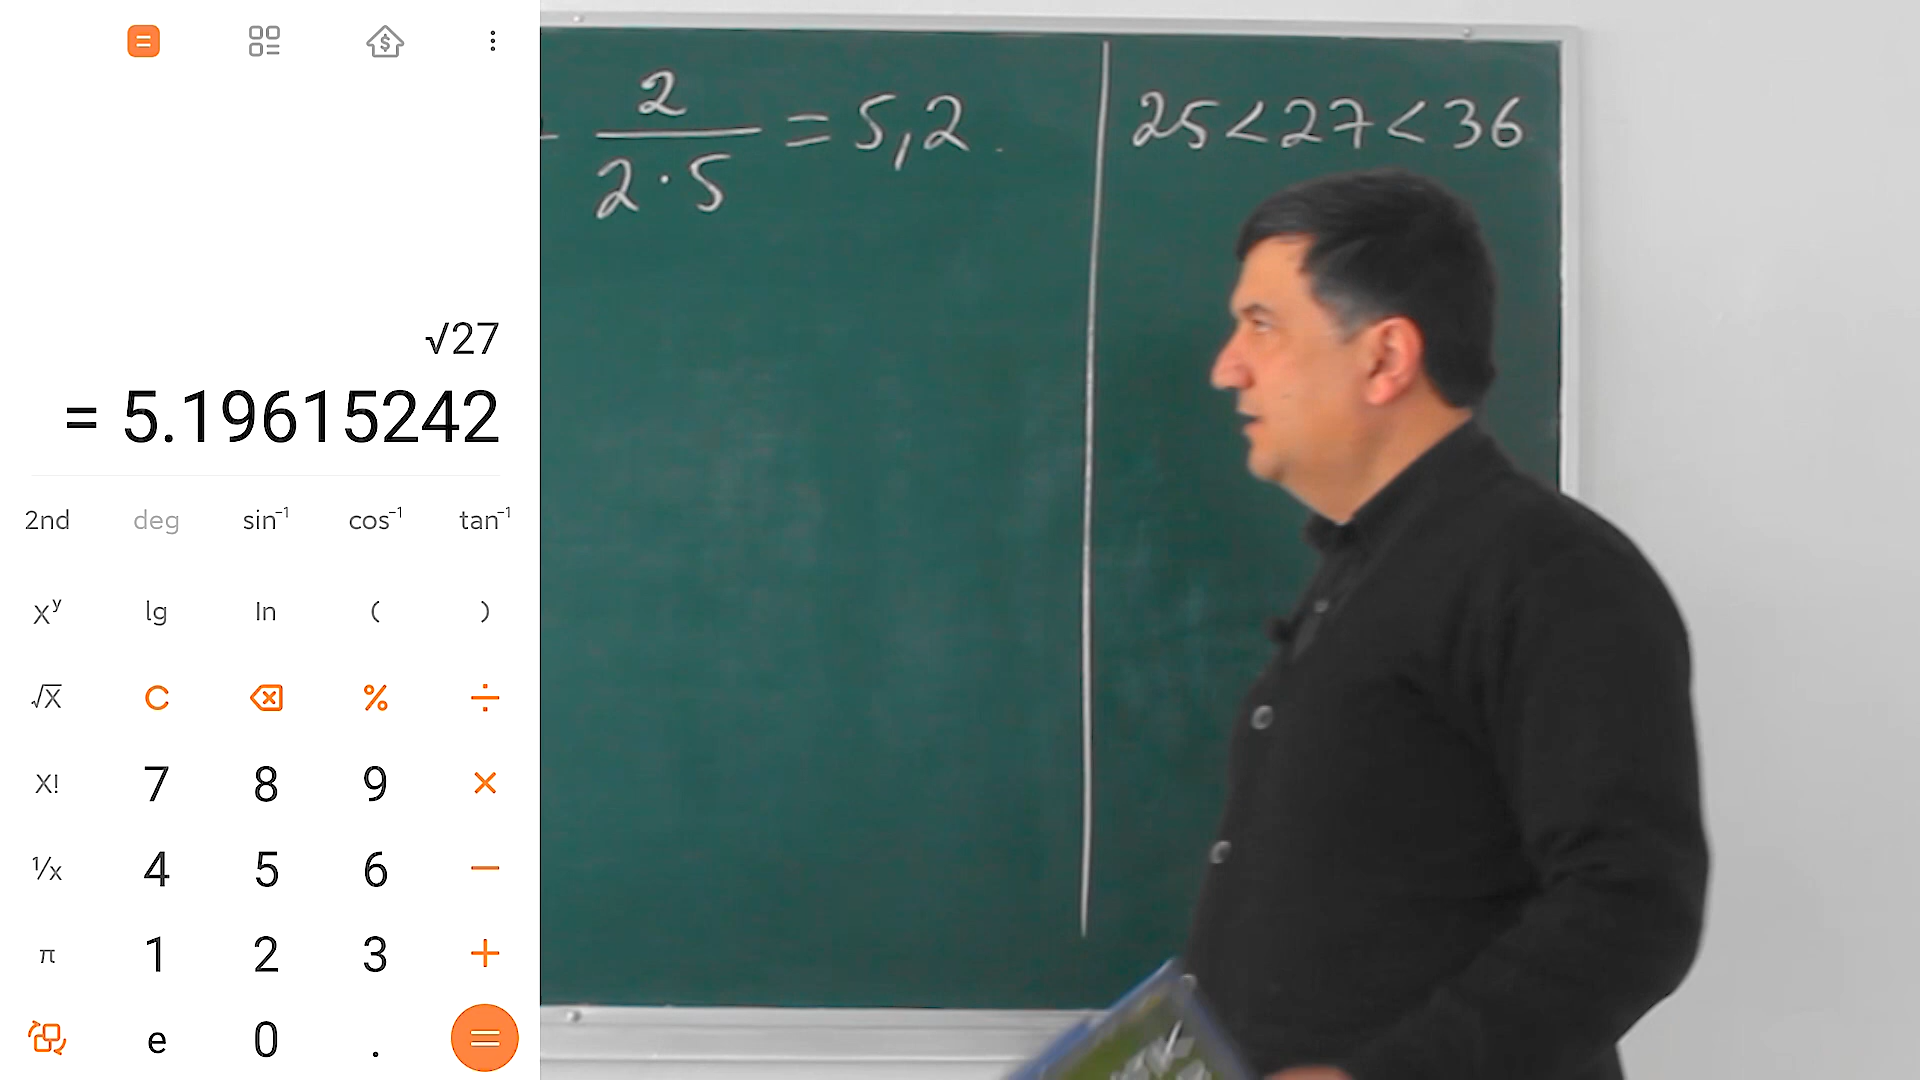 √27
= 5.19615242
2nd deg sin⁻¹ cos⁻¹ tan⁻¹
Xʸ lg ln ( )
√X C % ÷
X! 7 8 9 ×
¹/x 4 5 6 −
π 1 2 3 +
e 0 . =
2
— = 5,2.
2·5
25<27<36